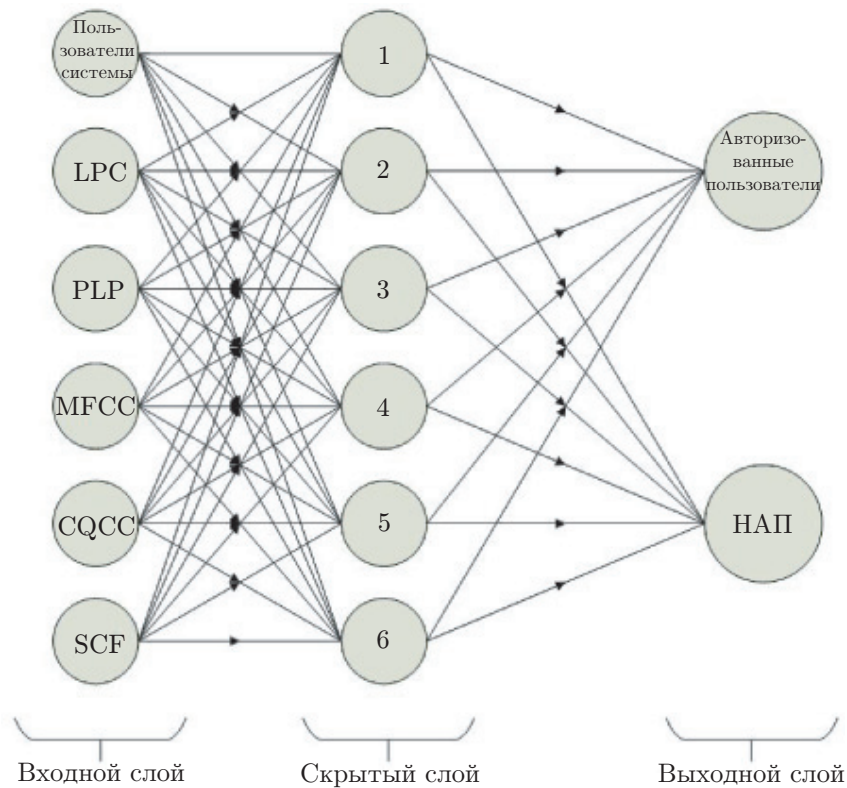 Поль-
зователи
системы
LPC
PLP
MFCC
CQCC
SCF
1
2
3
4
5
6
Авторизо-
ванные
пользователи
НАП
Входной слой
Скрытый слой
Выходной слой